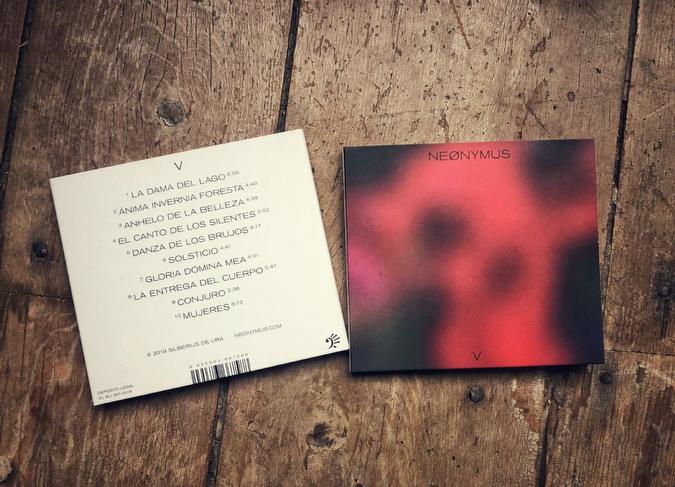 V
1 LA DAMA DEL LAGO 6:55
2 ÁNIMA INVERNIA FORESTA 4:40
3 ANHELO DE LA BELLEZA 4:38
4 EL CANTO DE LOS SILENTES 3:52
5 DANZA DE LOS BRUJOS 4:17
6 SOLSTICIO 4:41
7 GLORIA DÓMINA MEA 4:01
8 LA ENTREGA DEL CUERPO 5:47
9 CONJURO 2:36
10 MUJERES 6:12
© 2019 SILBERIUS DE URA NEONYMUS.COM
DEPÓSITO LEGAL
NEØNYMUS
V